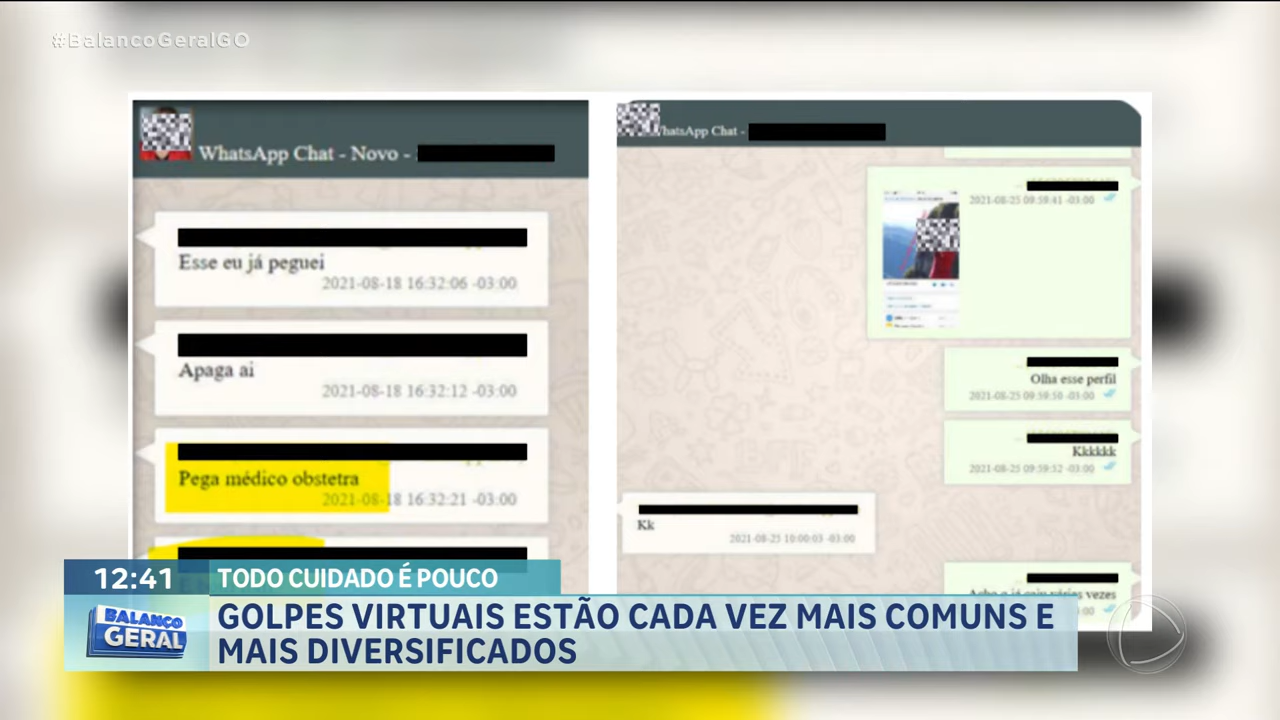 #BalancoGeralGO
WhatsApp Chat - Novo -
Esse eu já peguei
2021-08-18 16:32:06 -03:00
Apaga ai
2021-08-18 16:32:12 -03:00
Pega médico obstetra
2021-08-18 16:32:21 -03:00
WhatsApp Chat -
2021-08-25 09:59:41 -03:00
Olha esse perfil
2021-08-25 09:59:50 -03:00
Kkkkkk
2021-08-25 09:59:12 -03:00
Kk
2021-08-25 10:00:03 -03:00
vezes
12:41
TODO CUIDADO É POUCO
BALANÇO
GERAL
GOLPES VIRTUAIS ESTÃO CADA VEZ MAIS COMUNS E
MAIS DIVERSIFICADOS